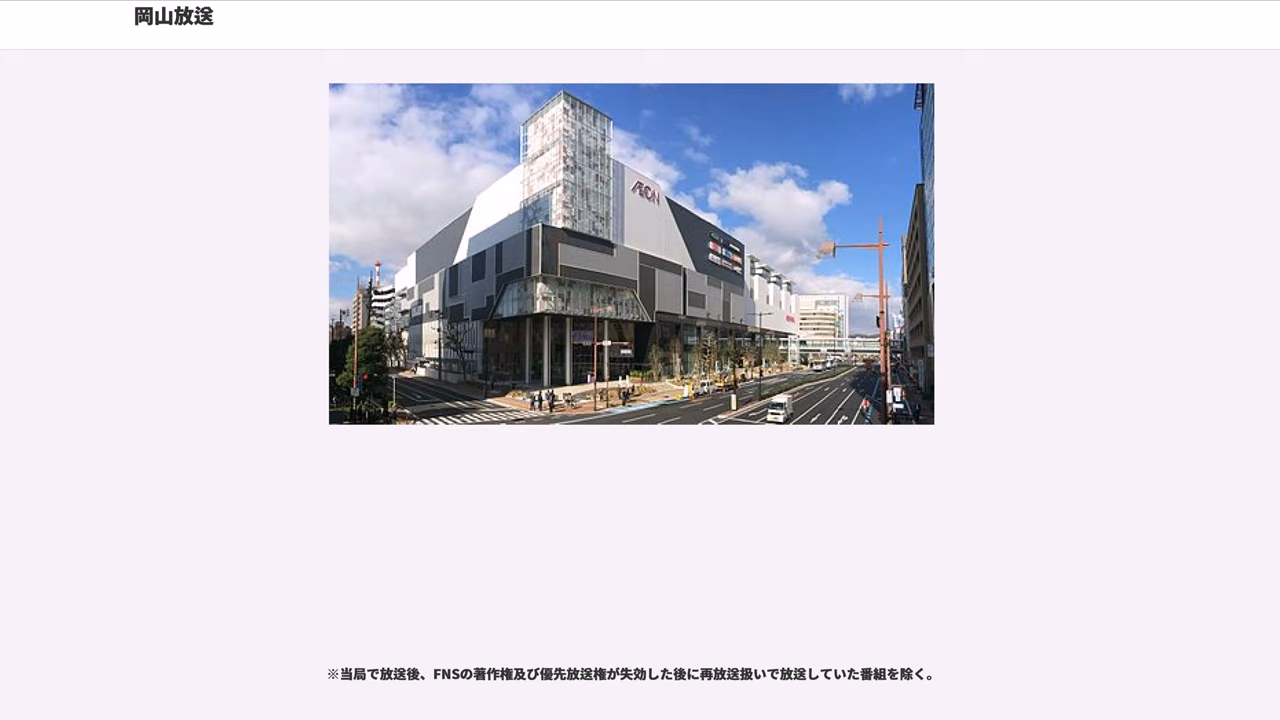 岡山放送
ÆON
※当局で放送後、FNSの著作権及び優先放送権が失効した後に再放送扱いで放送していた番組を除く。